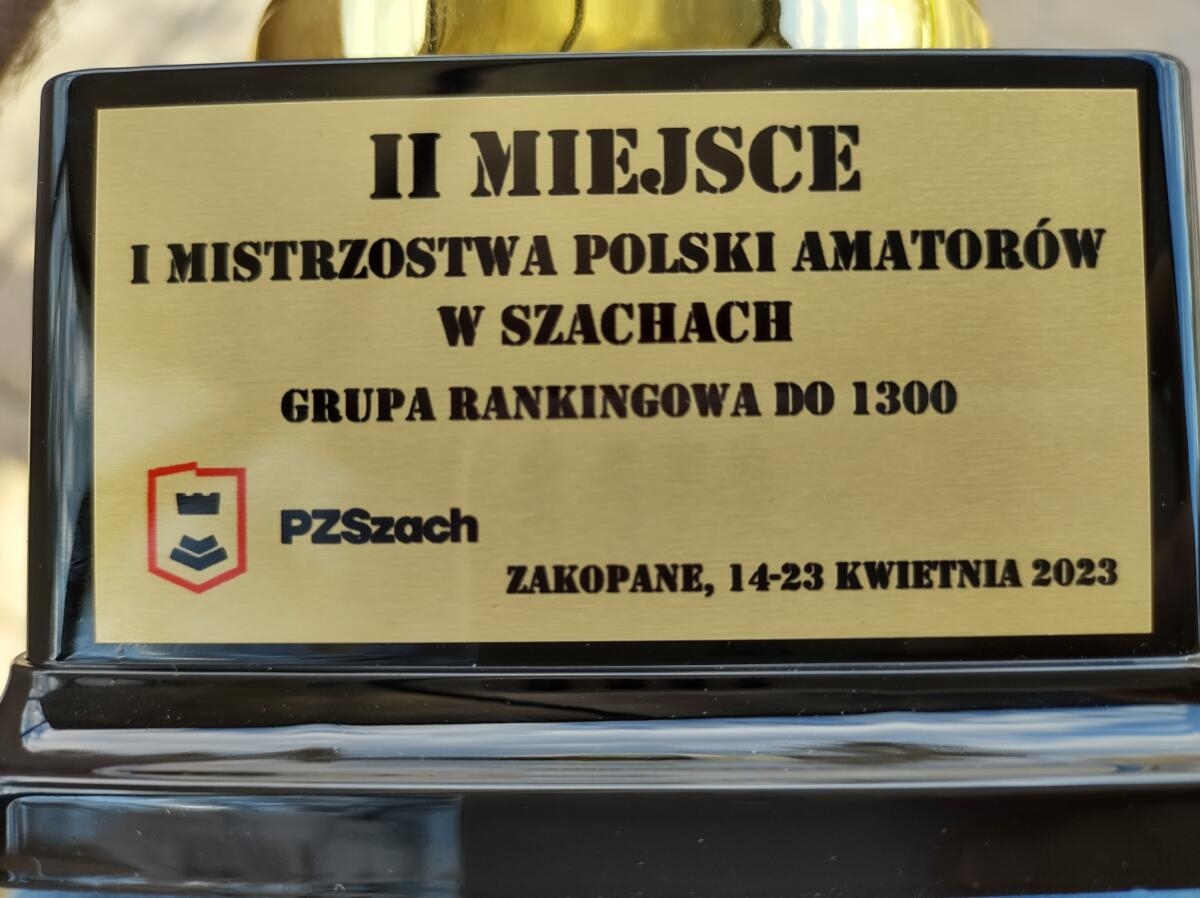 II MIEJSCE
I MISTRZOSTWA POLSKI AMATORÓW
W SZACHACH
GRUPA RANKINGOWA DO 1300
PZSzach
ZAKOPANE, 14-23 KWIETNIA 2023